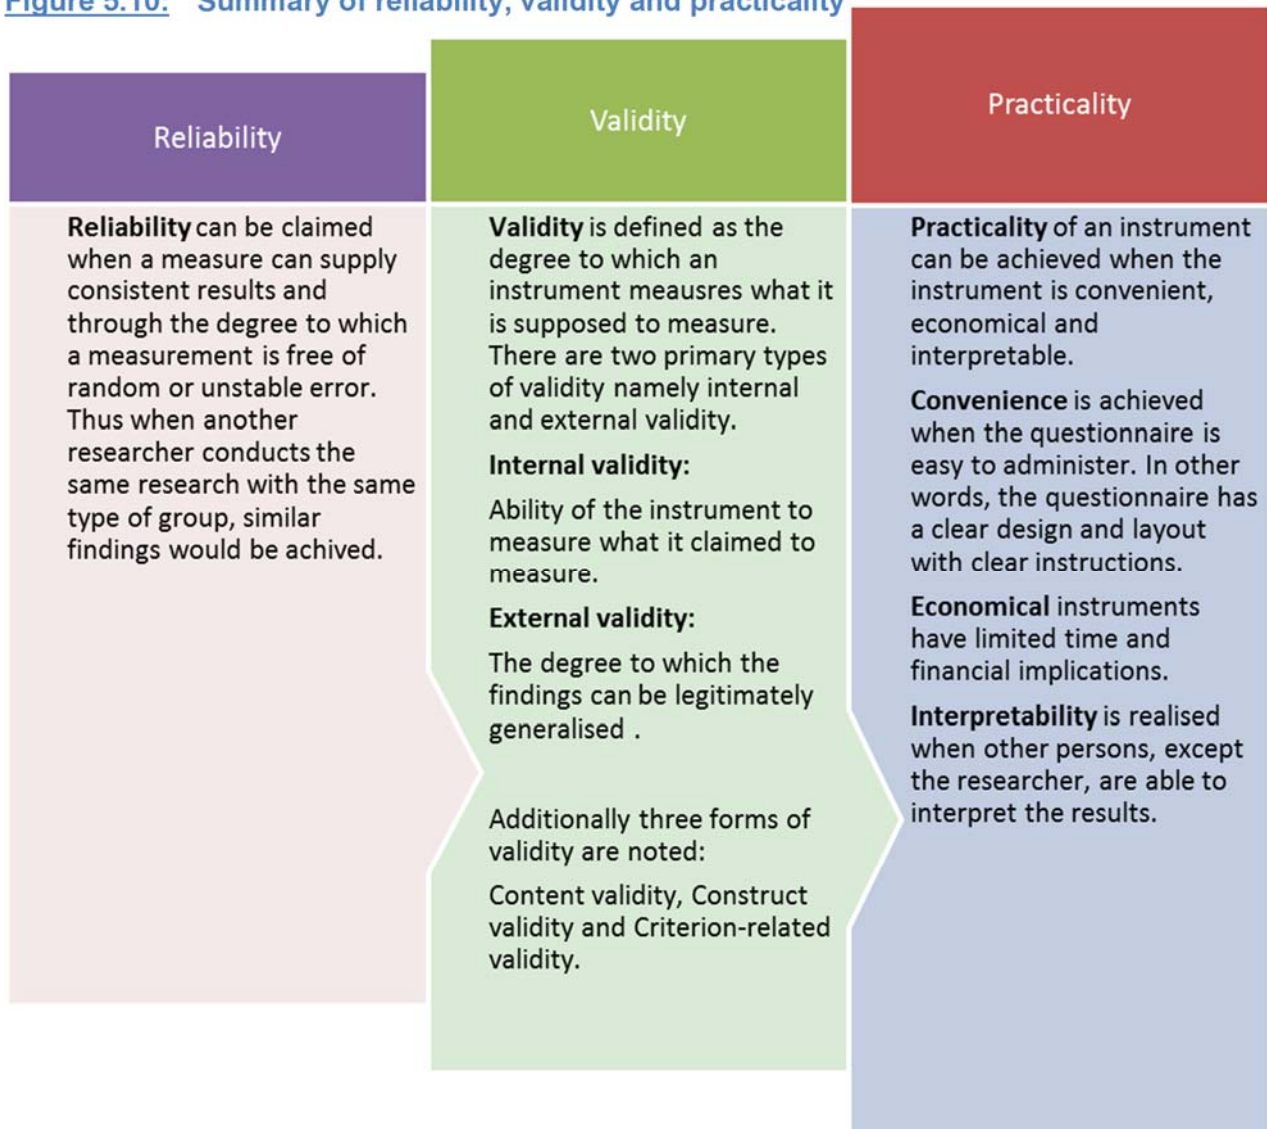 Figure 5.10: Summary of reliability, validity and practicality
Reliability
Reliability can be claimed
when a measure can supply
consistent results and
through the degree to which
a measurement is free of
random or unstable error.
Thus when another
researcher conducts the
same research with the same
type of group, similar
findings would be achived.
Validity
Validity is defined as the
degree to which an
instrument meausres what it
is supposed to measure.
There are two primary types
of validity namely internal
and external validity.
Internal validity:
Ability of the instrument to
measure what it claimed to
measure.
External validity:
The degree to which the
findings can be legitimately
generalised .
Additionally three forms of
validity are noted:
Content validity, Construct
validity and Criterion-related
validity.
Practicality
Practicality of an instrument
can be achieved when the
instrument is convenient,
economical and
interpretable.
Convenience is achieved
when the questionnaire is
easy to administer. In other
words, the questionnaire has
a clear design and layout
with clear instructions.
Economical instruments
have limited time and
financial implications.
Interpretability is realised
when other persons, except
the researcher, are able to
interpret the results.